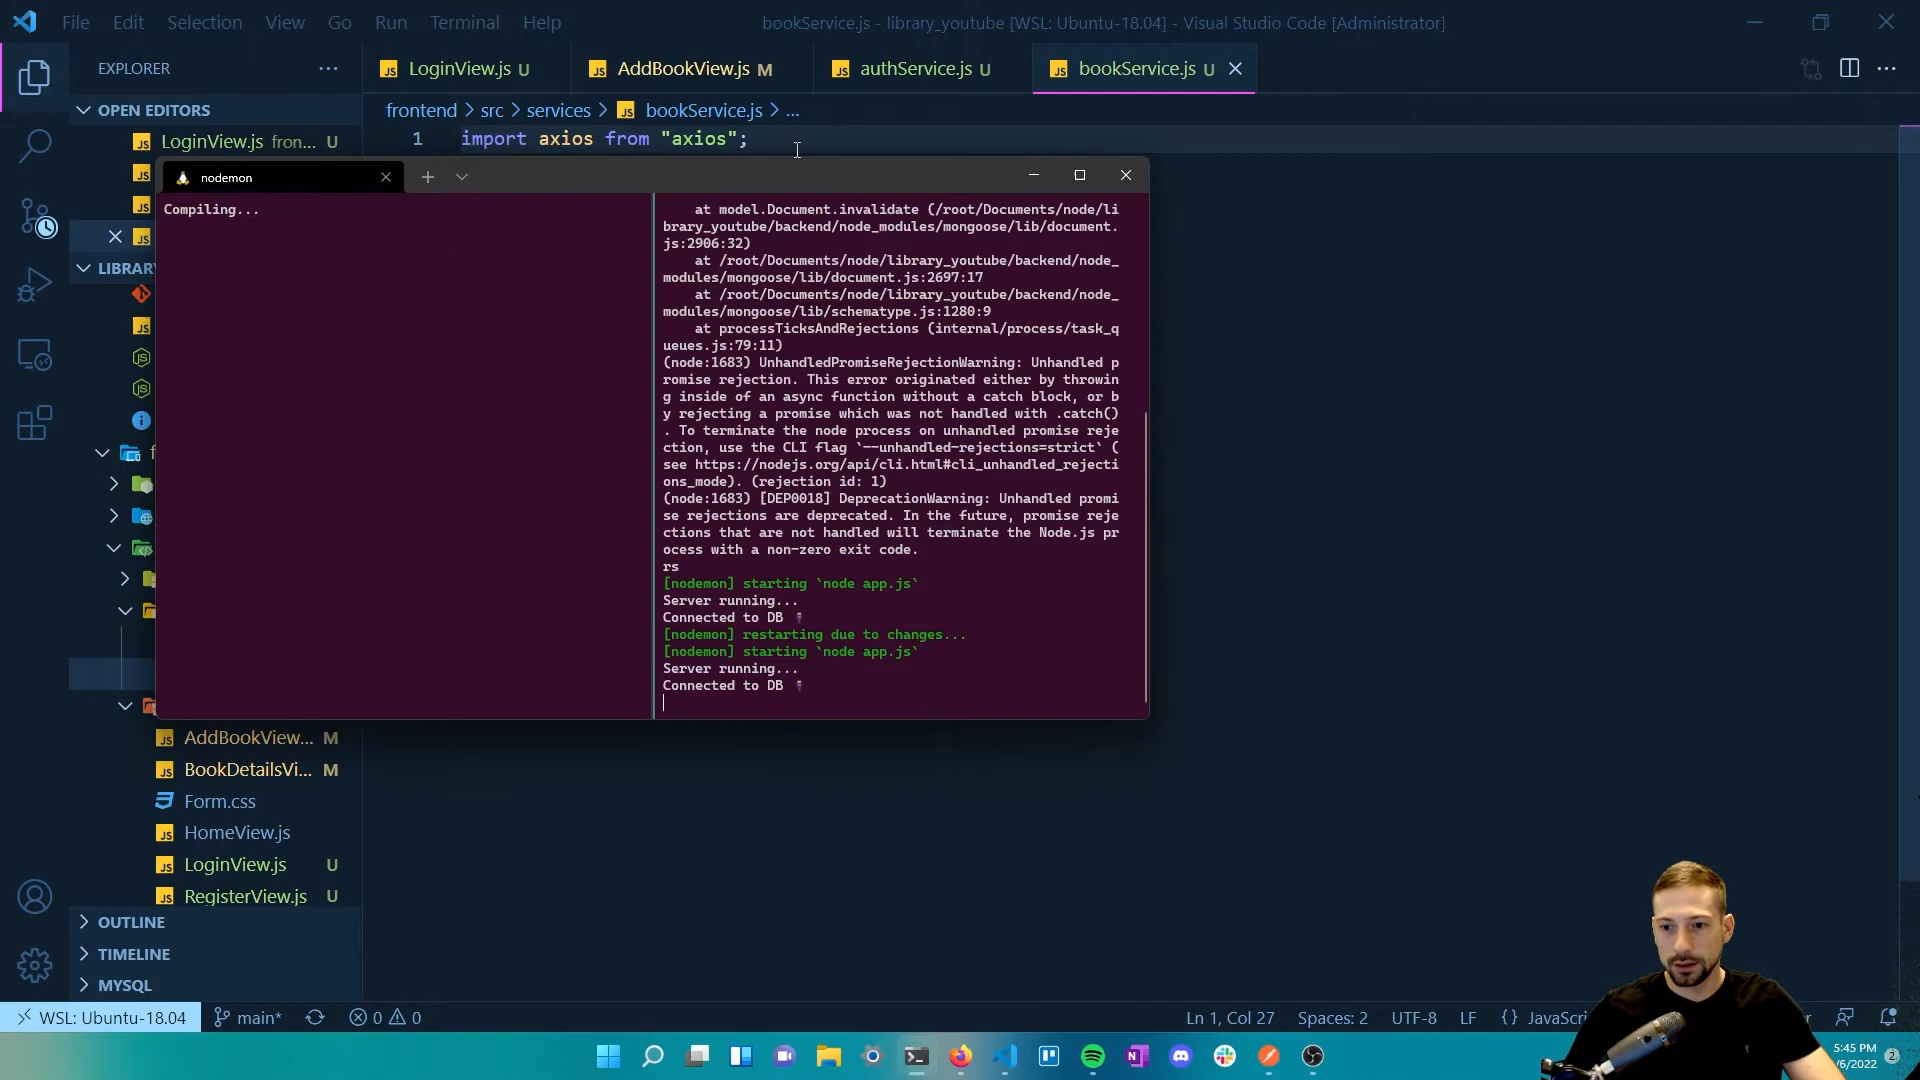 File Edit Selection View Go Run Terminal Help
bookService.js - library_youtube [WSL: Ubuntu-18.04] - Visual Studio Code [Administrator]
EXPLORER
LoginView.js U
AddBookView.js M
authService.js U
bookService.js U
OPEN EDITORS
frontend > src > services > bookService.js > ...
LoginView.js fron... U
1 import axios from "axios";
nodemon
Compiling...
at model.Document.invalidate (/root/Documents/node/li
brary_youtube/backend/node_modules/mongoose/lib/document.
js:2906:32)
at /root/Documents/node/library_youtube/backend/node_
modules/mongoose/lib/document.js:2697:17
at /root/Documents/node/library_youtube/backend/node_
modules/mongoose/lib/schematype.js:1280:9
at processTicksAndRejections (internal/process/task_q
ueues.js:79:11)
(node:1683) UnhandledPromiseRejectionWarning: Unhandled p
romise rejection. This error originated either by throwin
g inside of an async function without a catch block, or b
y rejecting a promise which was not handled with .catch()
. To terminate the node process on unhandled promise reje
ction, use the CLI flag `--unhandled-rejections=strict` (
see https://nodejs.org/api/cli.html#cli_unhandled_rejecti
ons_mode). (rejection id: 1)
(node:1683) [DEP0018] DeprecationWarning: Unhandled promi
se rejections are deprecated. In the future, promise reje
ctions that are not handled will terminate the Node.js pr
ocess with a non-zero exit code.
rs
[nodemon] starting `node app.js`
Server running...
Connected to DB
[nodemon] restarting due to changes...
[nodemon] starting `node app.js`
Server running...
Connected to DB
LIBRARY
f
AddBookView... M
BookDetailsVi... M
Form.css
HomeView.js
LoginView.js U
RegisterView.js U
OUTLINE
TIMELINE
MYSQL
WSL: Ubuntu-18.04 main* 0 0
Ln 1, Col 27 Spaces: 2 UTF-8 LF {} JavaScri
5:45 PM
/6/2022
2